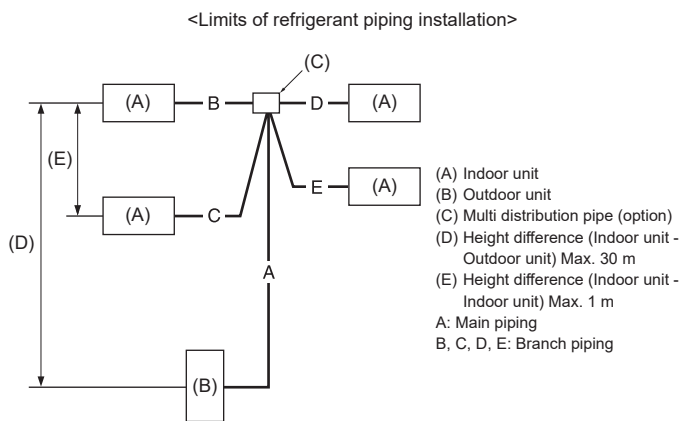 <Limits of refrigerant piping installation>
(C)
(A)
B
D
(A)
(E)
(A)
C
E
(A)
(D)
A
(B)
(A) Indoor unit
(B) Outdoor unit
(C) Multi distribution pipe (option)
(D) Height difference (Indoor unit -
Outdoor unit) Max. 30 m
(E) Height difference (Indoor unit -
Indoor unit) Max. 1 m
A: Main piping
B, C, D, E: Branch piping